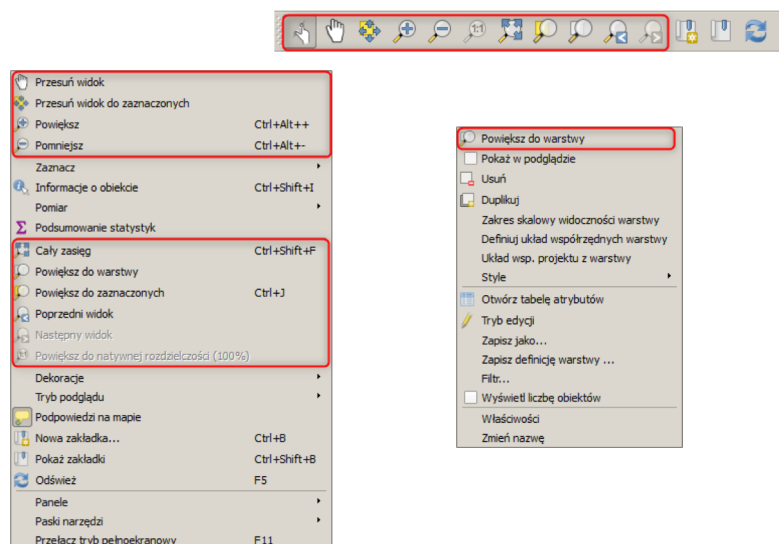 1:1
Przesuń widok
Przesuń widok do zaznaczonych
Powiększ Ctrl+Alt++
Pomniejsz Ctrl+Alt+-
Zaznacz
Informacje o obiekcie Ctrl+Shift+I
Pomiar
Podsumowanie statystyk
Cały zasięg Ctrl+Shift+F
Powiększ do warstwy
Powiększ do zaznaczonych Ctrl+J
Poprzedni widok
Następny widok
Powiększ do natywnej rozdzielczości (100%)
Dekoracje
Tryb podglądu
Podpowiedzi na mapie
Nowa zakładka... Ctrl+B
Pokaż zakładki Ctrl+Shift+B
Odśwież F5
Panele
Paski narzędzi
Przełącz tryb pełnoekranowy F11
Powiększ do warstwy
Pokaż w podglądzie
Usuń
Duplikuj
Zakres skalowy widoczności warstwy
Definiuj układ współrzędnych warstwy
Układ wsp. projektu z warstwy
Style
Otwórz tabelę atrybutów
Tryb edycji
Zapisz jako...
Zapisz definicję warstwy ...
Filtr...
Wyświetl liczbę obiektów
Właściwości
Zmień nazwę